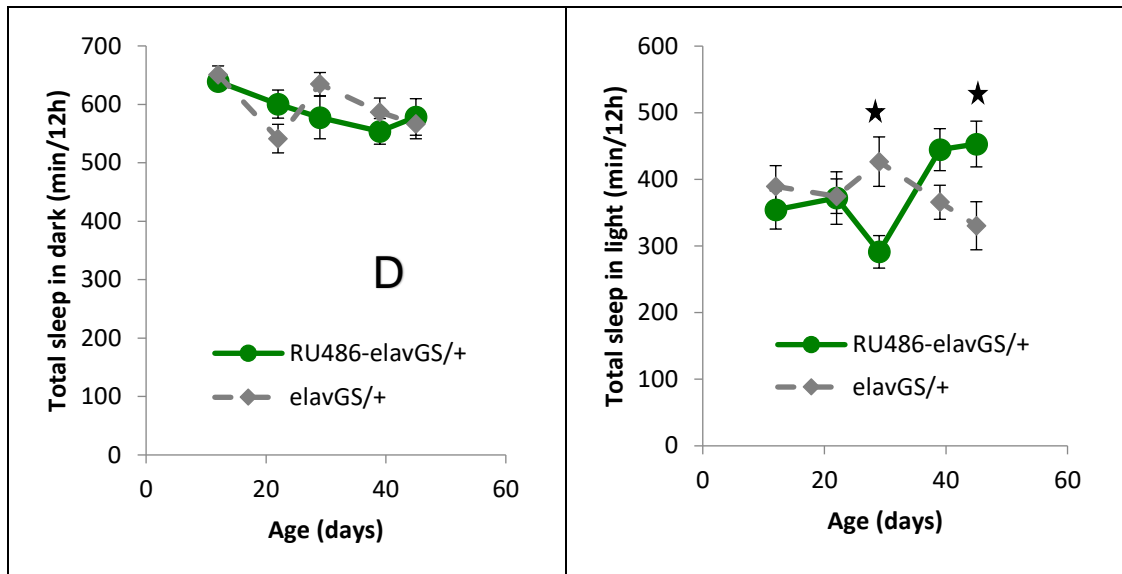 Total sleep in dark (min/12h)
700
600
500
400
300
200
100
0
D
RU486-elavGS/+
elavGS/+
0 20 40 60
Age (days)
Total sleep in light (min/12h)
600
500
400
300
200
100
0
RU486-elavGS/+
elavGS/+
0 20 40 60
Age (days)